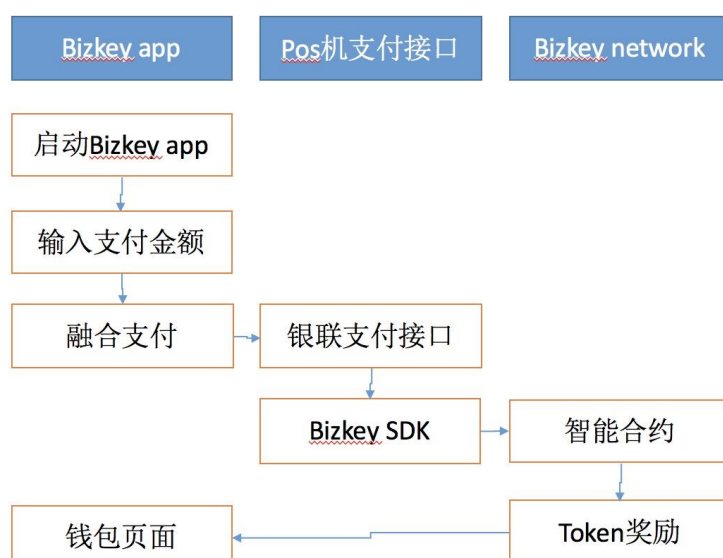 Bizkey app
Pos机支付接口
Bizkey network
启动Bizkey app
输入支付金额
融合支付
银联支付接口
Bizkey SDK
智能合约
钱包页面
Token奖励